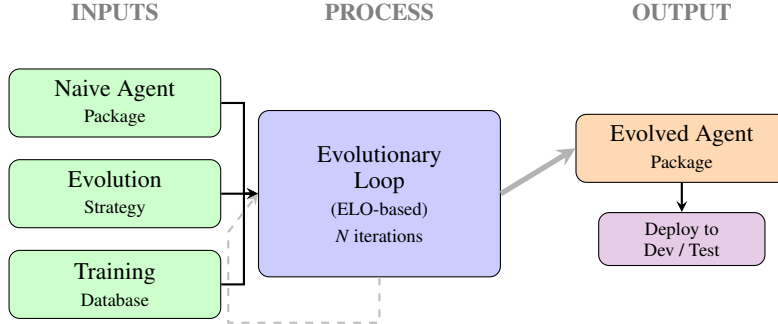 INPUTS
PROCESS
OUTPUT
Naive Agent
Package
Evolution
Strategy
Training
Database
Evolutionary
Loop
(ELO-based)
N iterations
Evolved Agent
Package
Deploy to
Dev / Test